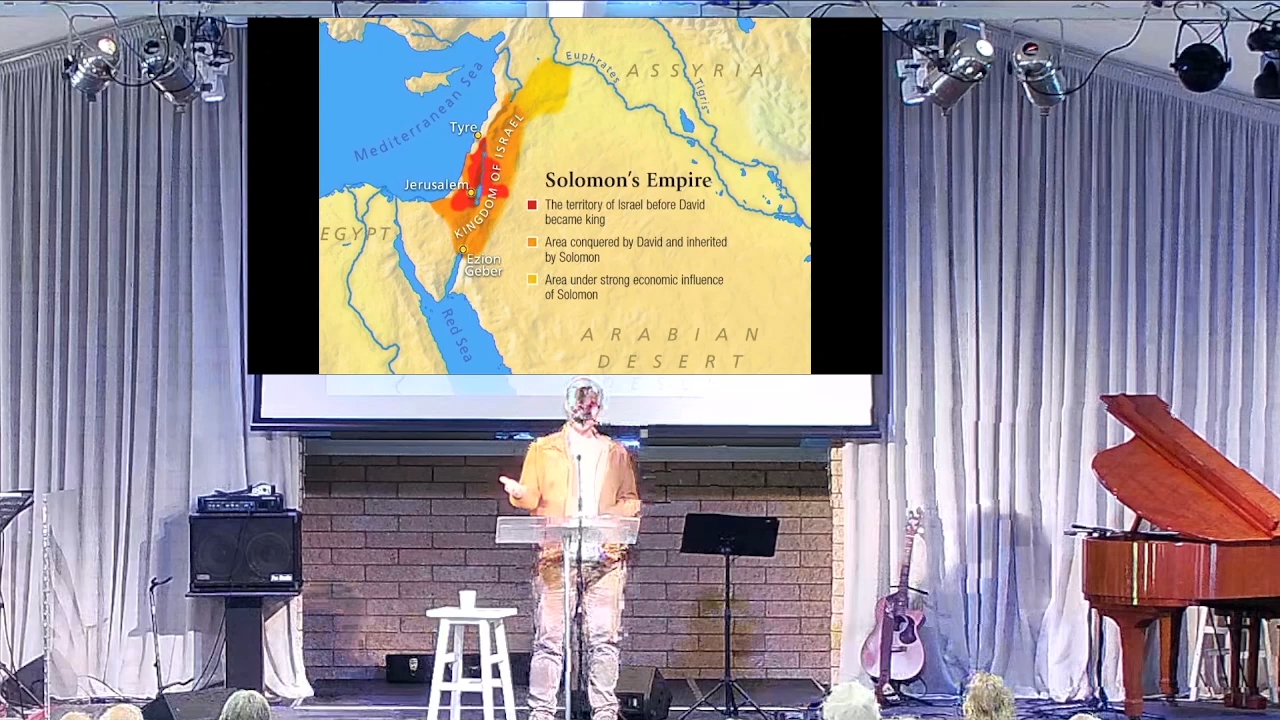 Euphrates
ASSYRIA
Tigris
Mediterranean Sea
Tyre
KINGDOM OF ISRAEL
Jerusalem
Solomon's Empire
The territory of Israel before David
became king
EGYPT
Area conquered by David and inherited
by Solomon
Ezion
Geber
Area under strong economic influence
of Solomon
Red Sea
ARABIAN
DESERT